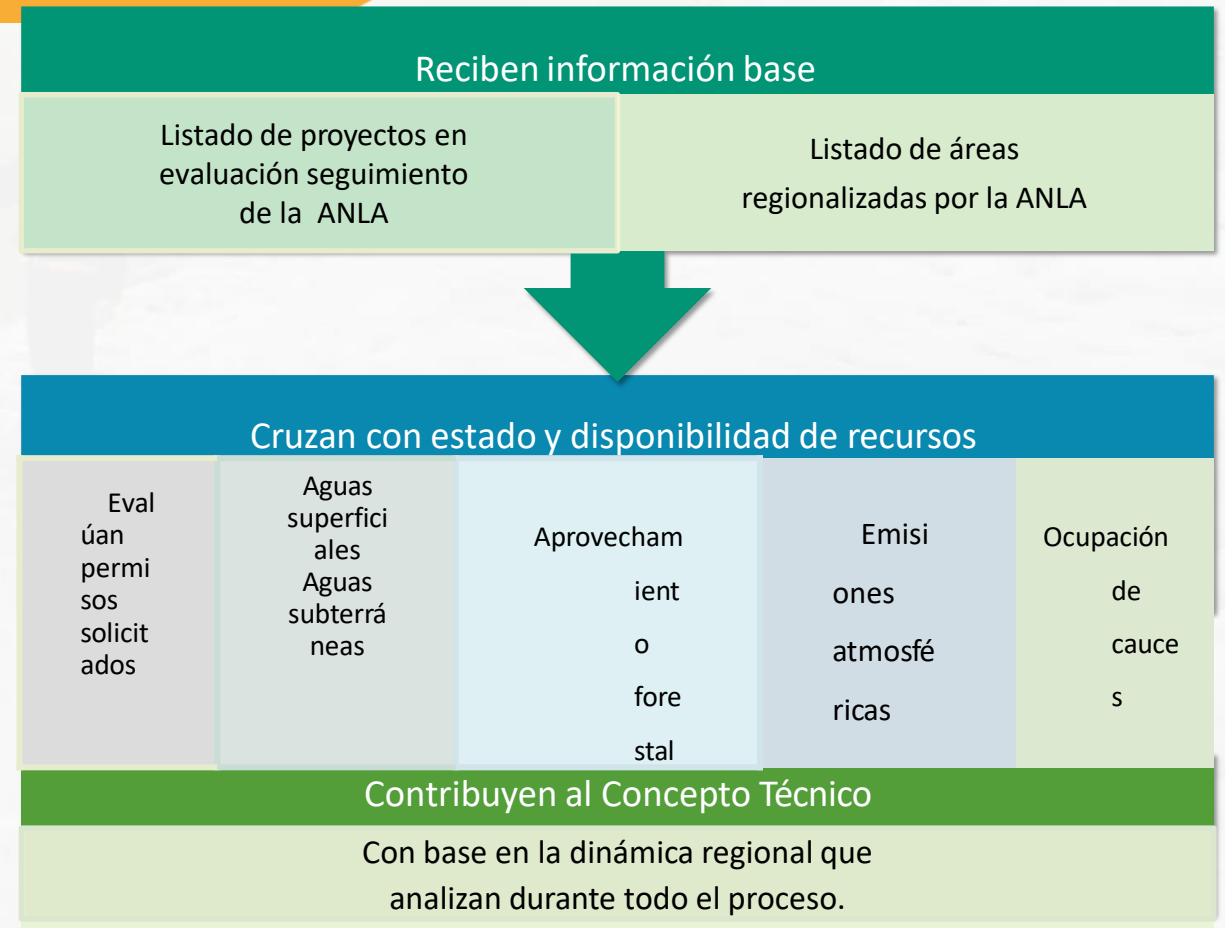 Reciben información base
Listado de proyectos en
evaluación seguimiento
de la ANLA
Listado de áreas
regionalizadas por la ANLA
Cruzan con estado y disponibilidad de recursos
Eval
úan
permi
sos
solicit
ados
Aguas
superfici
ales
Aguas
subterrá
neas
Aprovecham
ient
o
fore
stal
Emisi
ones
atmosfé
ricas
Ocupación
de
cauce
s
Contribuyen al Concepto Técnico
Con base en la dinámica regional que
analizan durante todo el proceso.